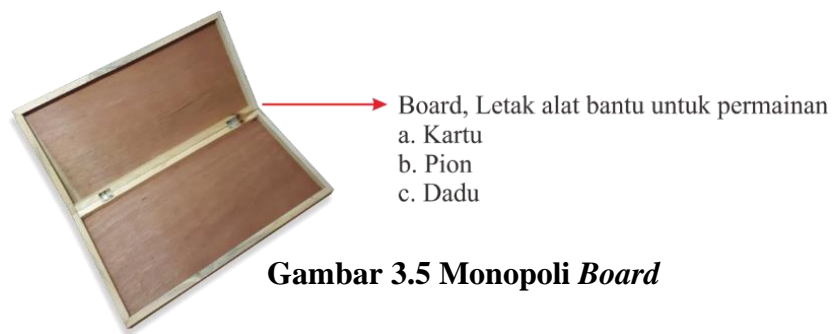 Board, Letak alat bantu untuk permainan
a. Kartu
b. Pion
c. Dadu
Gambar 3.5 Monopoli Board